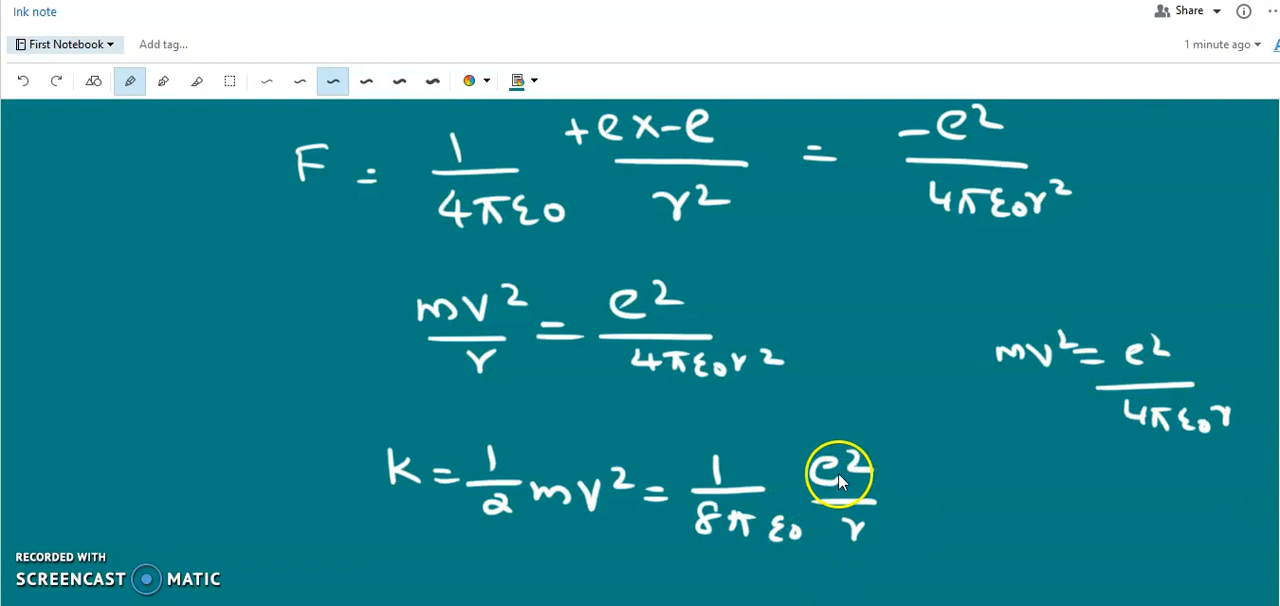 Ink note
Share
First Notebook
Add tag...
1 minute ago
F = 1/4πε0 +e x-e/r² = -e²/4πε0r²
mv²/r = e²/4πε0r²
mv² = e²/4πε0r
K = 1/2 mv² = 1/8πε0 e²/r
RECORDED WITH
SCREENCAST MATIC